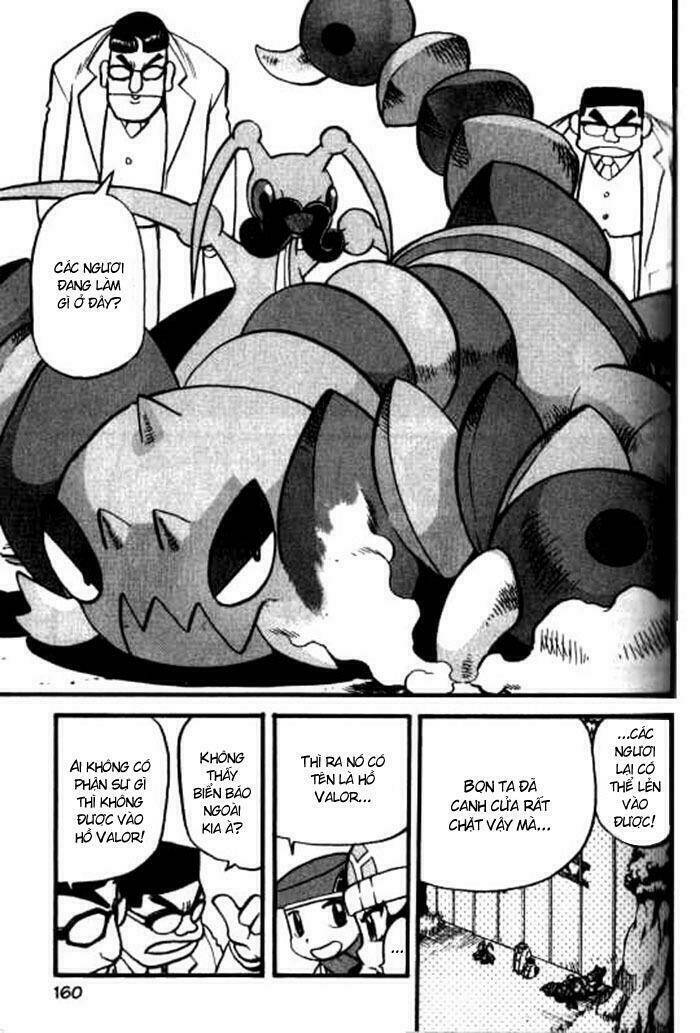 CÁC NGƯƠI
ĐANG LÀM
GÌ Ở ĐÂY?
BỌN TA ĐÃ
CANH CỬA RẤT
CHẶT VẬY MÀ...
...CÁC
NGƯƠI
LẠI CÓ
THỂ LẺN
VÀO
ĐƯỢC!
THÌ RA NÓ CÓ
TÊN LÀ HỒ
VALOR...
...
KHÔNG
THẤY
BIỂN BÁO
NGOÀI
KIA À?
AI KHÔNG CÓ
PHẬN SỰ GÌ
THÌ KHÔNG
ĐƯỢC VÀO
HỒ VALOR!
160